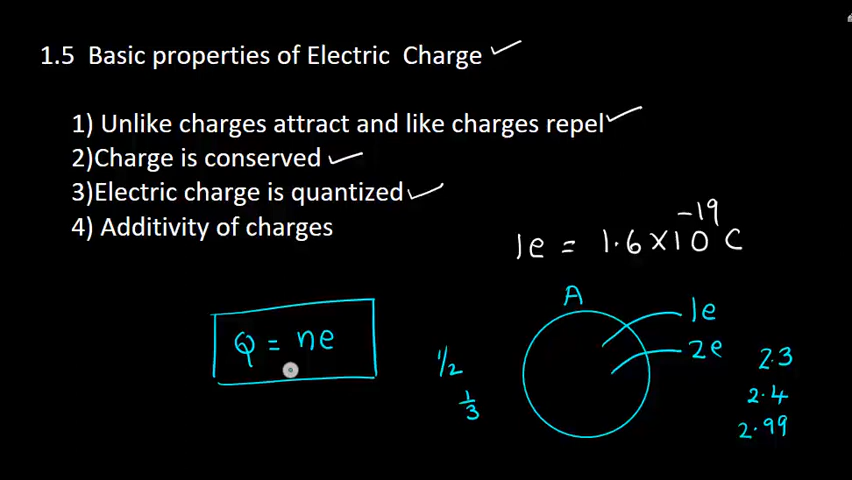 1.5 Basic properties of Electric Charge
1) Unlike charges attract and like charges repel
2)Charge is conserved
3)Electric charge is quantized
4) Additivity of charges
1e = 1.6 X 10⁻¹⁹ C
A
Q = ne
1e
2e
1/2
1/3
2.3
2.4
2.99